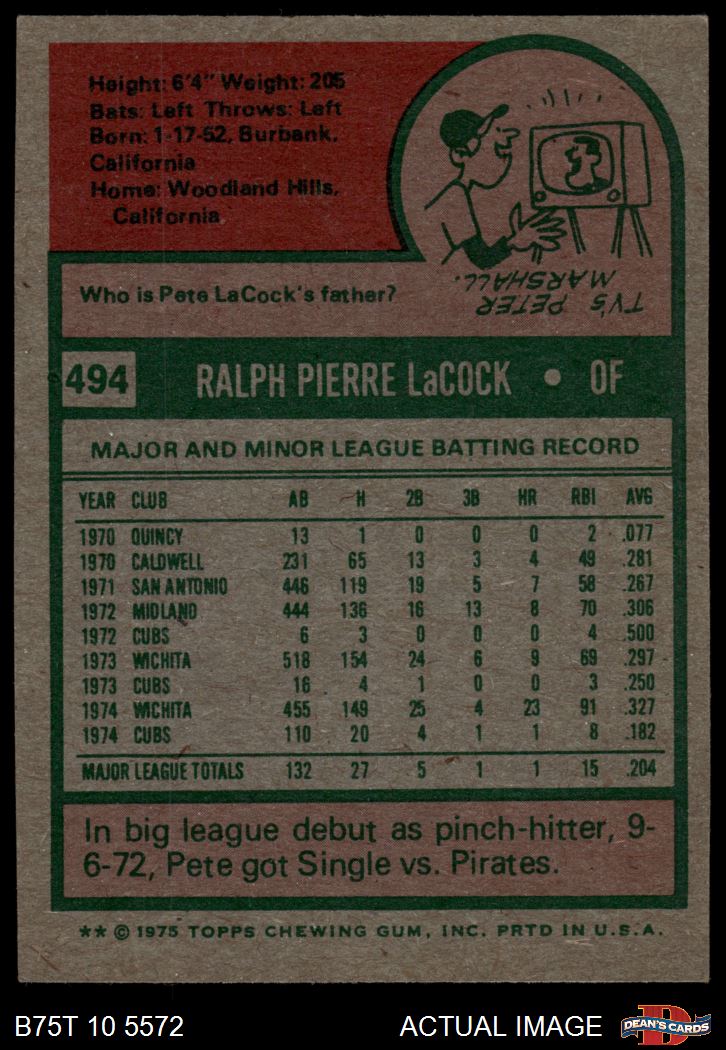 Height: 6'4" Weight: 205
Bats: Left Throws: Left
Born: 1-17-52, Burbank,
California
Home: Woodland Hills,
California
TV'S PETER
MARSHALL.
Who is Pete LaCock's father?
494 RALPH PIERRE LaCOCK • OF
MAJOR AND MINOR LEAGUE BATTING RECORD
YEAR CLUB AB H 2B 3B HR RBI AVG
1970 QUINCY 13 1 0 0 0 2 .077
1970 CALDWELL 231 65 13 3 4 49 .281
1971 SAN ANTONIO 446 119 19 5 7 58 .267
1972 MIDLAND 444 136 16 13 8 70 .306
1972 CUBS 6 3 0 0 0 4 .500
1973 WICHITA 518 154 24 6 9 69 .297
1973 CUBS 16 4 1 0 0 3 .250
1974 WICHITA 455 149 25 4 23 91 .327
1974 CUBS 110 20 4 1 1 8 .182
MAJOR LEAGUE TOTALS 132 27 5 1 1 15 .204
In big league debut as pinch-hitter, 9-
6-72, Pete got Single vs. Pirates.
** © 1975 TOPPS CHEWING GUM, INC. PRTD IN U.S.A.
B75T 10 5572 ACTUAL IMAGE
D
DEAN'S CARDS